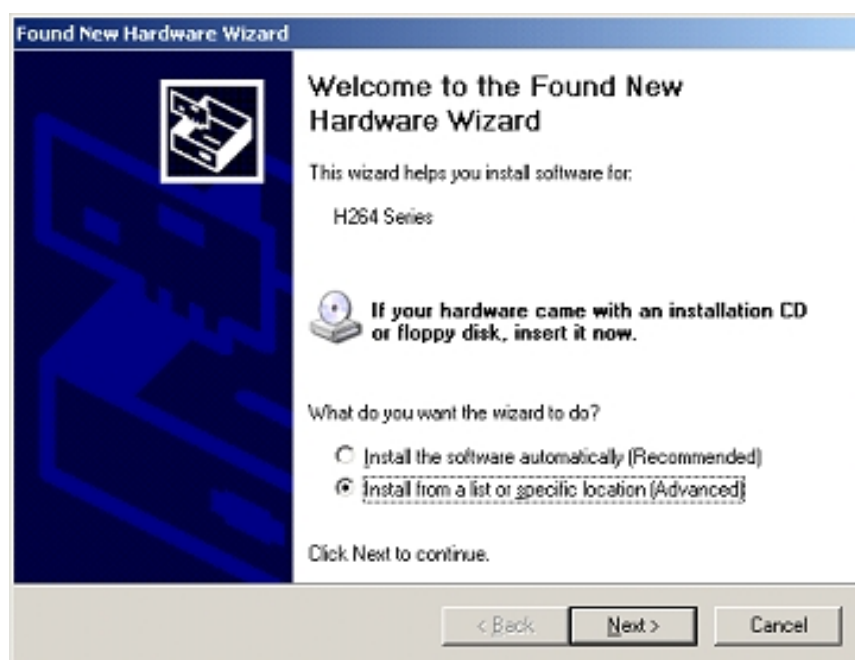 Found New Hardware Wizard
Welcome to the Found New
Hardware Wizard
This wizard helps you install software for:
H264 Series
If your hardware came with an installation CD
or floppy disk, insert it now.
What do you want the wizard to do?
Install the software automatically (Recommended)
Install from a list or specific location (Advanced)
Click Next to continue.
< Back Next > Cancel